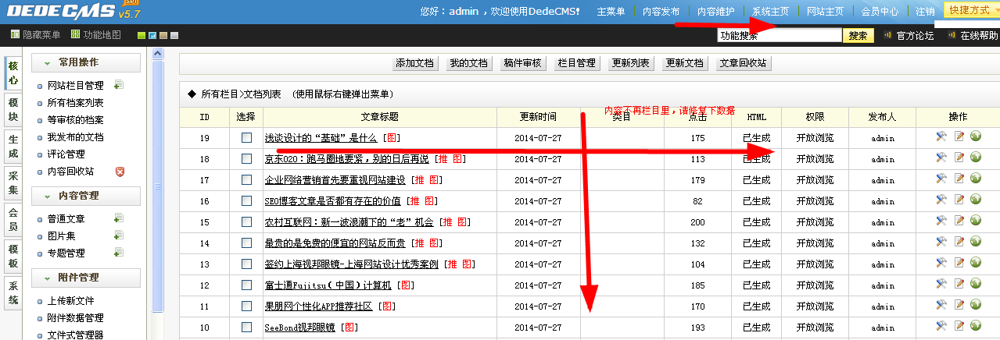 DEDECMS v5.7 SP1
您好：admin ，欢迎使用DedeCMS！ 主菜单 内容发布 内容维护 系统主页 网站主页 会员中心 注销 快捷方式
隐藏菜单 功能地图 功能搜索 搜索 官方论坛 在线帮助
核心
模块
生成
采集
会员
模板
系统
常用操作
网站栏目管理
所有档案列表
等审核的档案
我发布的文档
评论管理
内容回收站
内容管理
普通文章
图片集
专题管理
附件管理
上传新文件
附件数据管理
文件式管理器
添加文档 我的文档 稿件审核 栏目管理 更新列表 更新文档 文章回收站
◆ 所有栏目>文档列表 (使用鼠标右键弹出菜单)
内容不再栏目里，请修复下数据
ID 选择 文章标题 更新时间 类目 点击 HTML 权限 发布人 操作
19 浅谈设计的“基础”是什么 [图] 2014-07-27 175 已生成 开放浏览 admin
18 京东O2O：跑马圈地要紧，别的日后再说 [推 图] 2014-07-27 113 已生成 开放浏览 admin
17 企业网络营销首先要重视网站建设 [推 图] 2014-07-27 179 已生成 开放浏览 admin
16 SEO博客文章是否都有存在的价值 [推 图] 2014-07-27 82 已生成 开放浏览 admin
15 农村互联网：新一波浪潮下的“老”机会 [推 图] 2014-07-27 200 已生成 开放浏览 admin
14 最贵的是免费的便宜的网站反而贵 [推 图] 2014-07-27 132 已生成 开放浏览 admin
13 签约上海视邦眼镜-上海网站设计优秀案例 [推 图] 2014-07-27 104 已生成 开放浏览 admin
12 富士通Fujitsu（中国）计算机 [图] 2014-07-27 185 已生成 开放浏览 admin
11 果朋网个性化APP推荐社区 [图] 2014-07-27 170 已生成 开放浏览 admin
10 SeeBond视邦眼镜 [图] 2014-07-27 193 已生成 开放浏览 admin